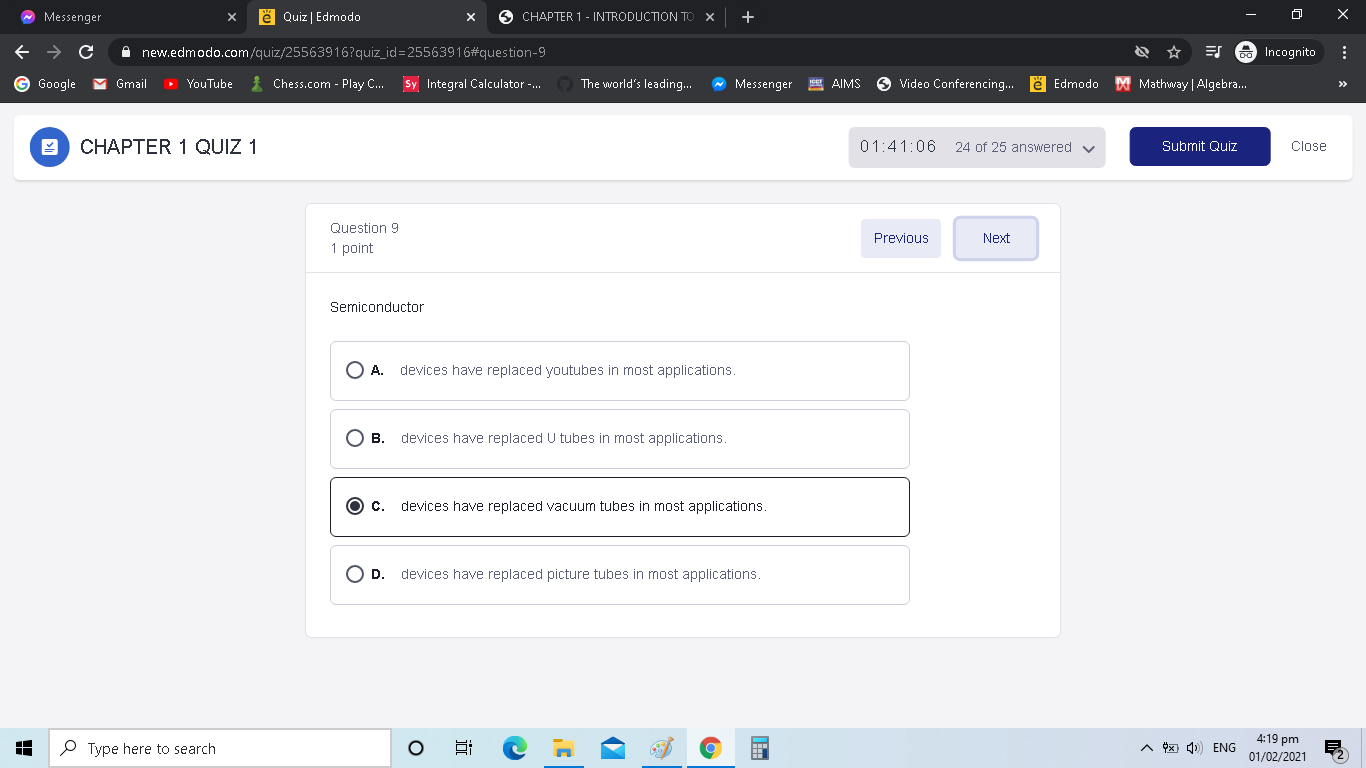 Messenger
Quiz | Edmodo
CHAPTER 1 - INTRODUCTION TO
new.edmodo.com/quiz/25563916?quiz_id=25563916#question-9
Incognito
Google
Gmail
YouTube
Chess.com - Play C...
Sy
Integral Calculator -...
The world's leading...
Messenger
AIMS
Video Conferencing...
Edmodo
Mathway | Algebra...
CHAPTER 1 QUIZ 1
01:41:06 24 of 25 answered
Submit Quiz
Close
Question 9
1 point
Previous
Next
Semiconductor
A. devices have replaced youtubes in most applications.
B. devices have replaced U tubes in most applications.
C. devices have replaced vacuum tubes in most applications.
D. devices have replaced picture tubes in most applications.
Type here to search
ENG
4:19 pm
01/02/2021
2